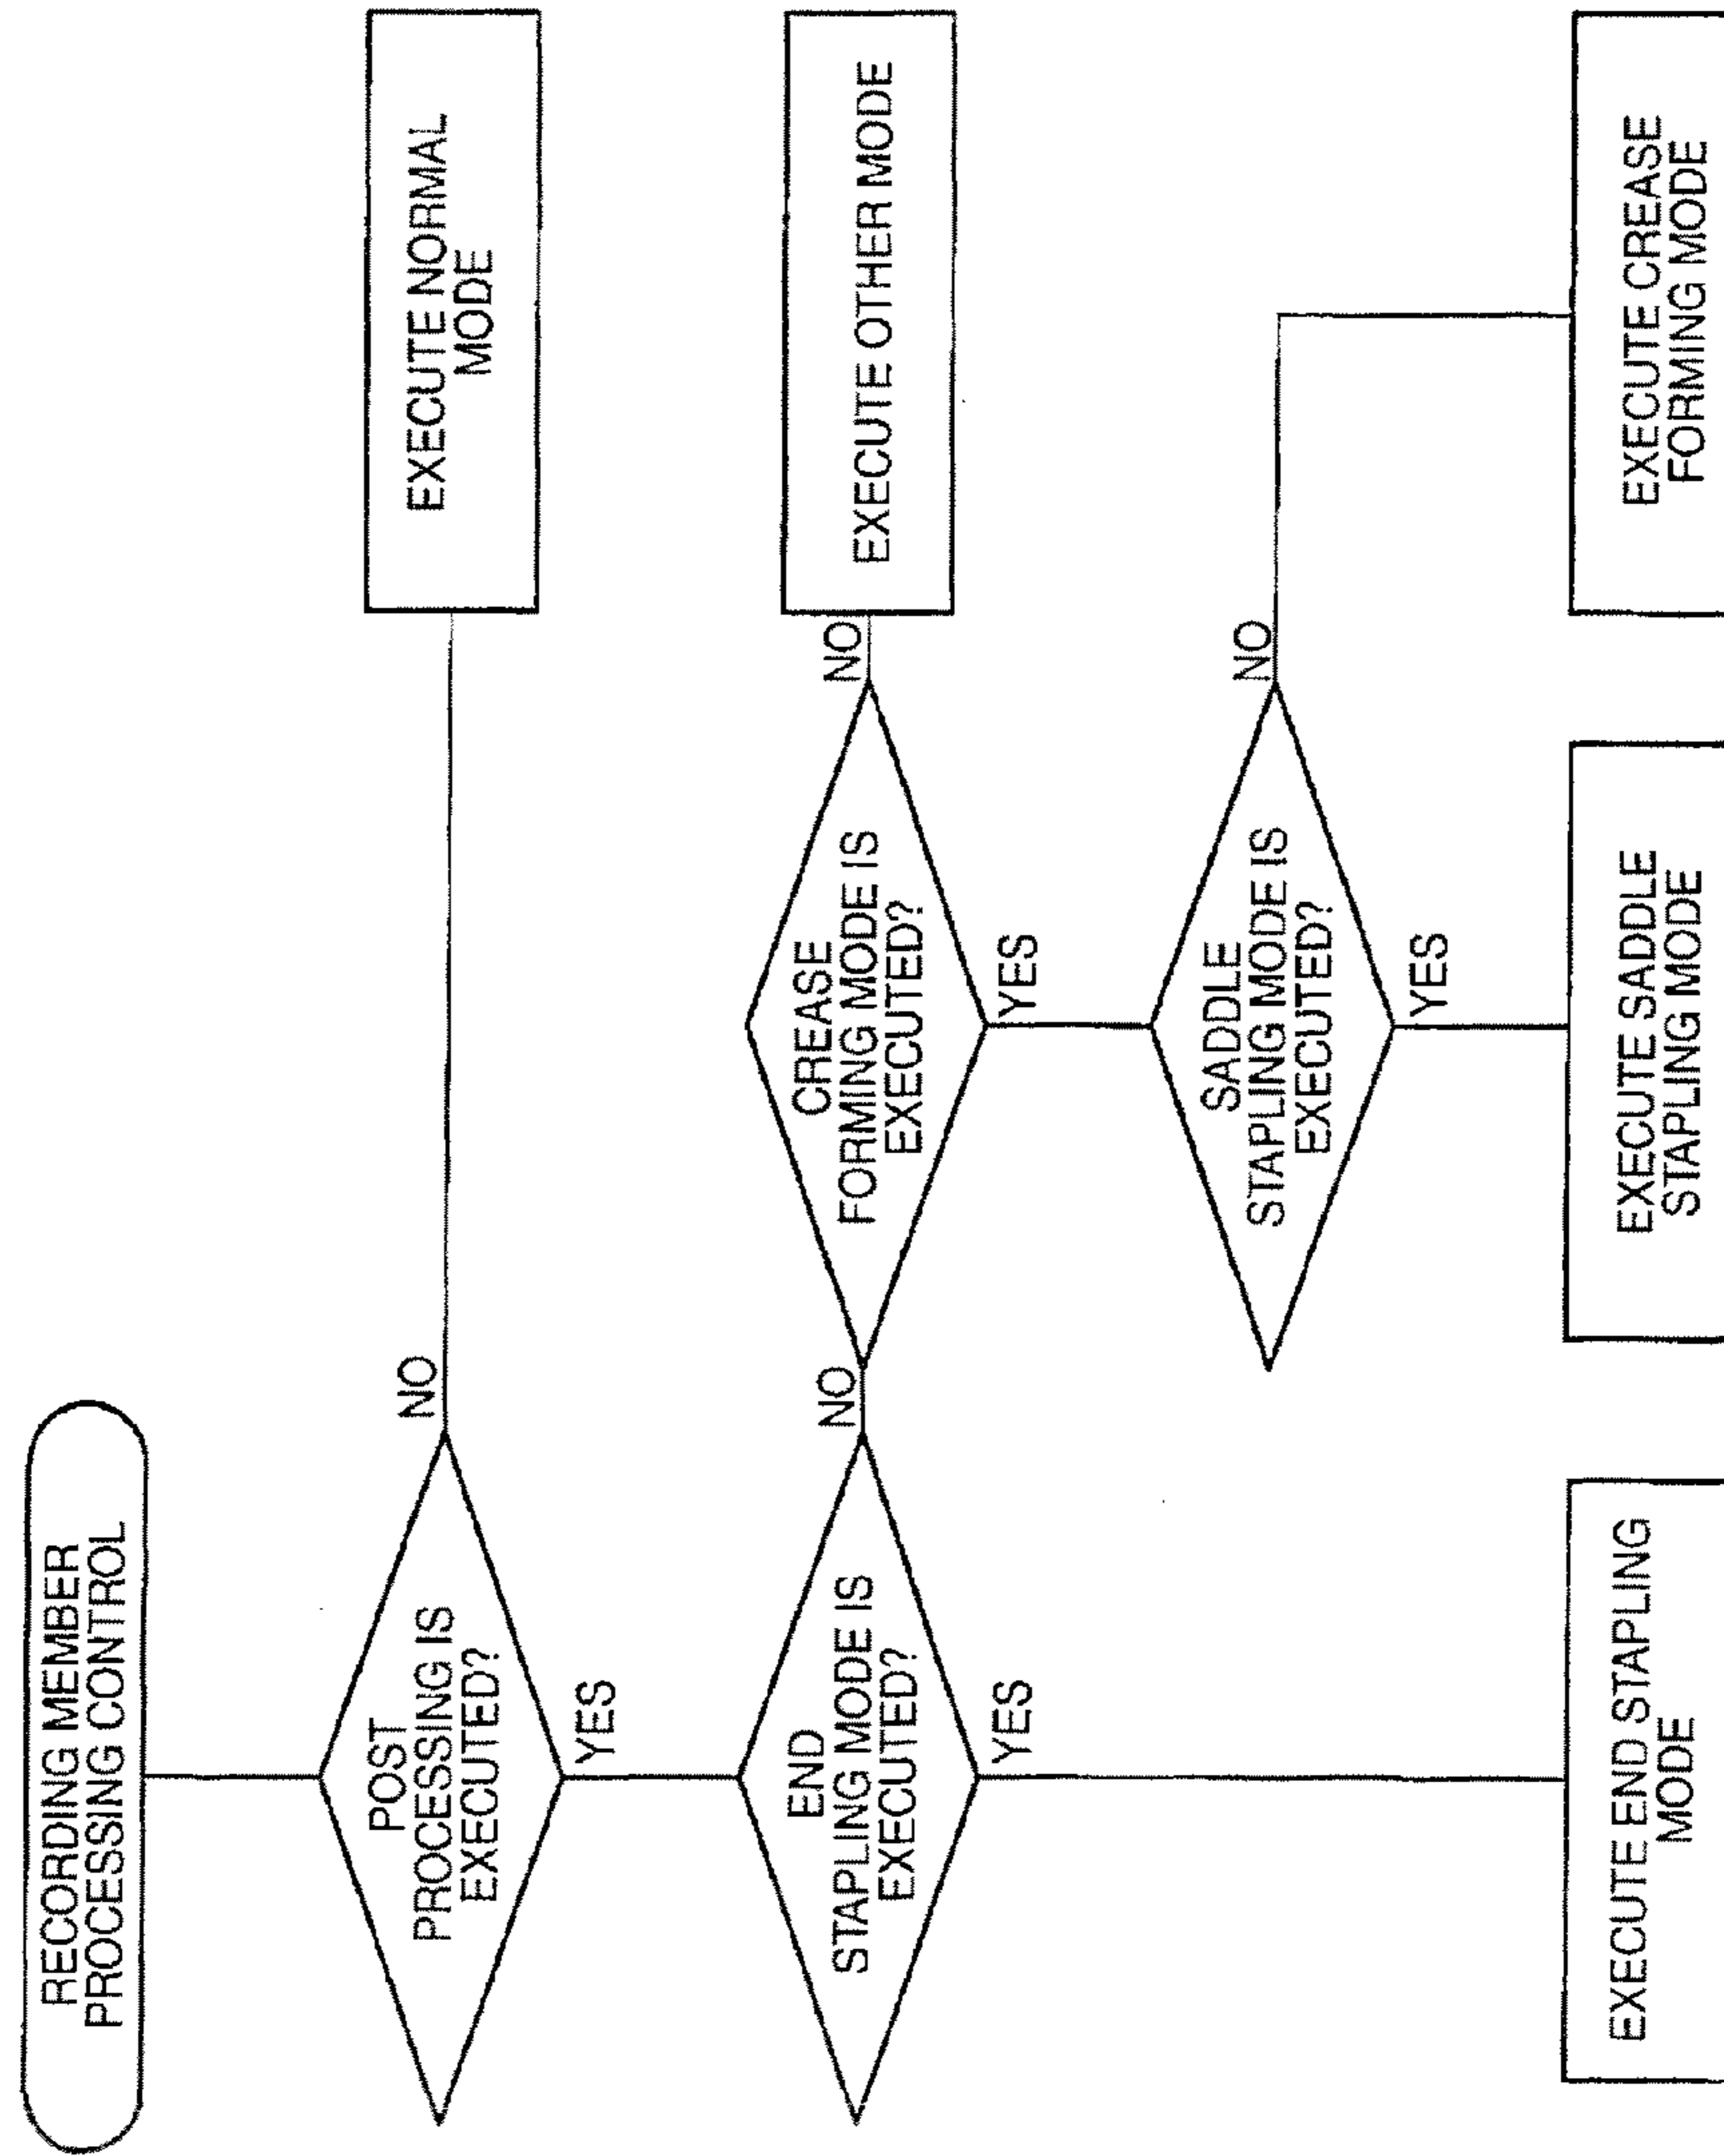 RECORDING MEMBER
PROCESSING CONTROL
POST
PROCESSING IS
EXECUTED?
NO
YES
EXECUTE NORMAL
MODE
END
STAPLING MODE IS
EXECUTED?
NO
YES
CREASE
FORMING MODE IS
EXECUTED?
NO
YES
EXECUTE OTHER MODE
SADDLE
STAPLING MODE IS
EXECUTED?
NO
YES
EXECUTE END STAPLING
MODE
EXECUTE SADDLE
STAPLING MODE
EXECUTE CREASE
FORMING MODE